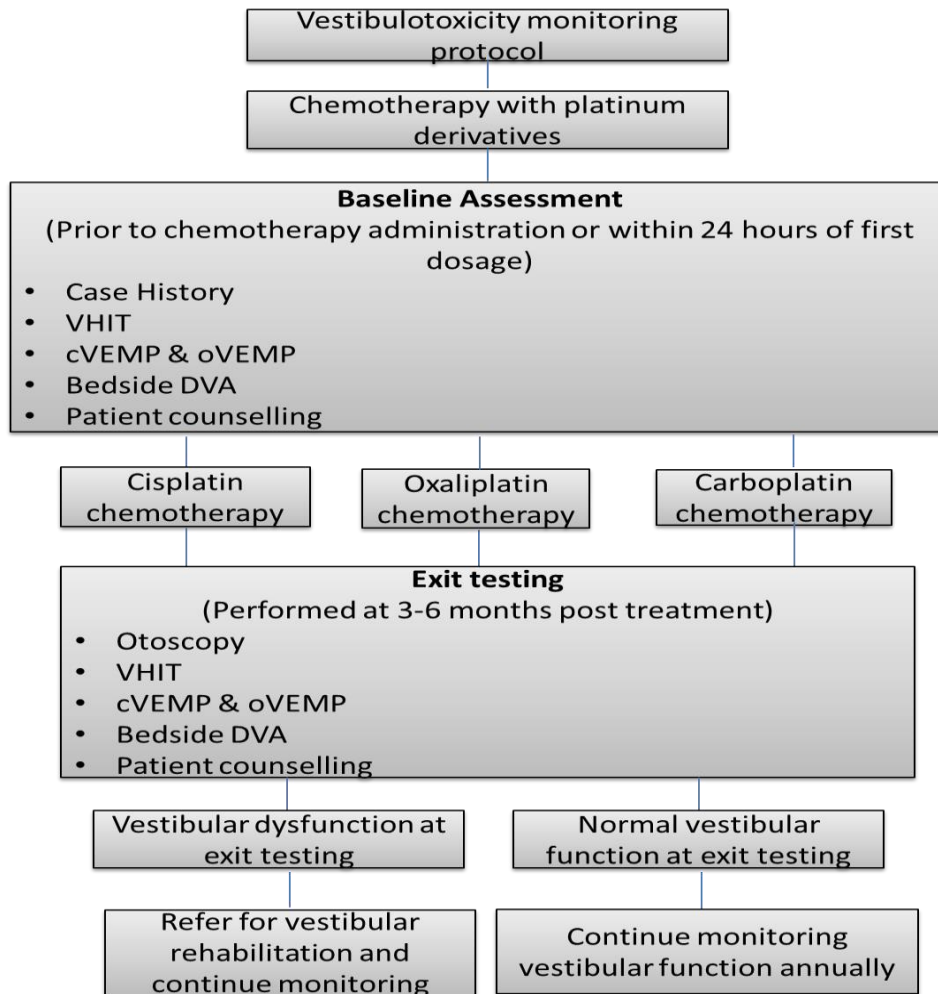 Vestibulotoxicity monitoring
protocol
Chemotherapy with platinum
derivatives
Baseline Assessment
(Prior to chemotherapy administration or within 24 hours of first
dosage)
• Case History
• VHIT
• cVEMP & oVEMP
• Bedside DVA
• Patient counselling
Cisplatin
chemotherapy
Oxaliplatin
chemotherapy
Carboplatin
chemotherapy
Exit testing
(Performed at 3-6 months post treatment)
• Otoscopy
• VHIT
• cVEMP & oVEMP
• Bedside DVA
• Patient counselling
Vestibular dysfunction at
exit testing
Normal vestibular
function at exit testing
Refer for vestibular
rehabilitation and
continue monitoring
Continue monitoring
vestibular function annually